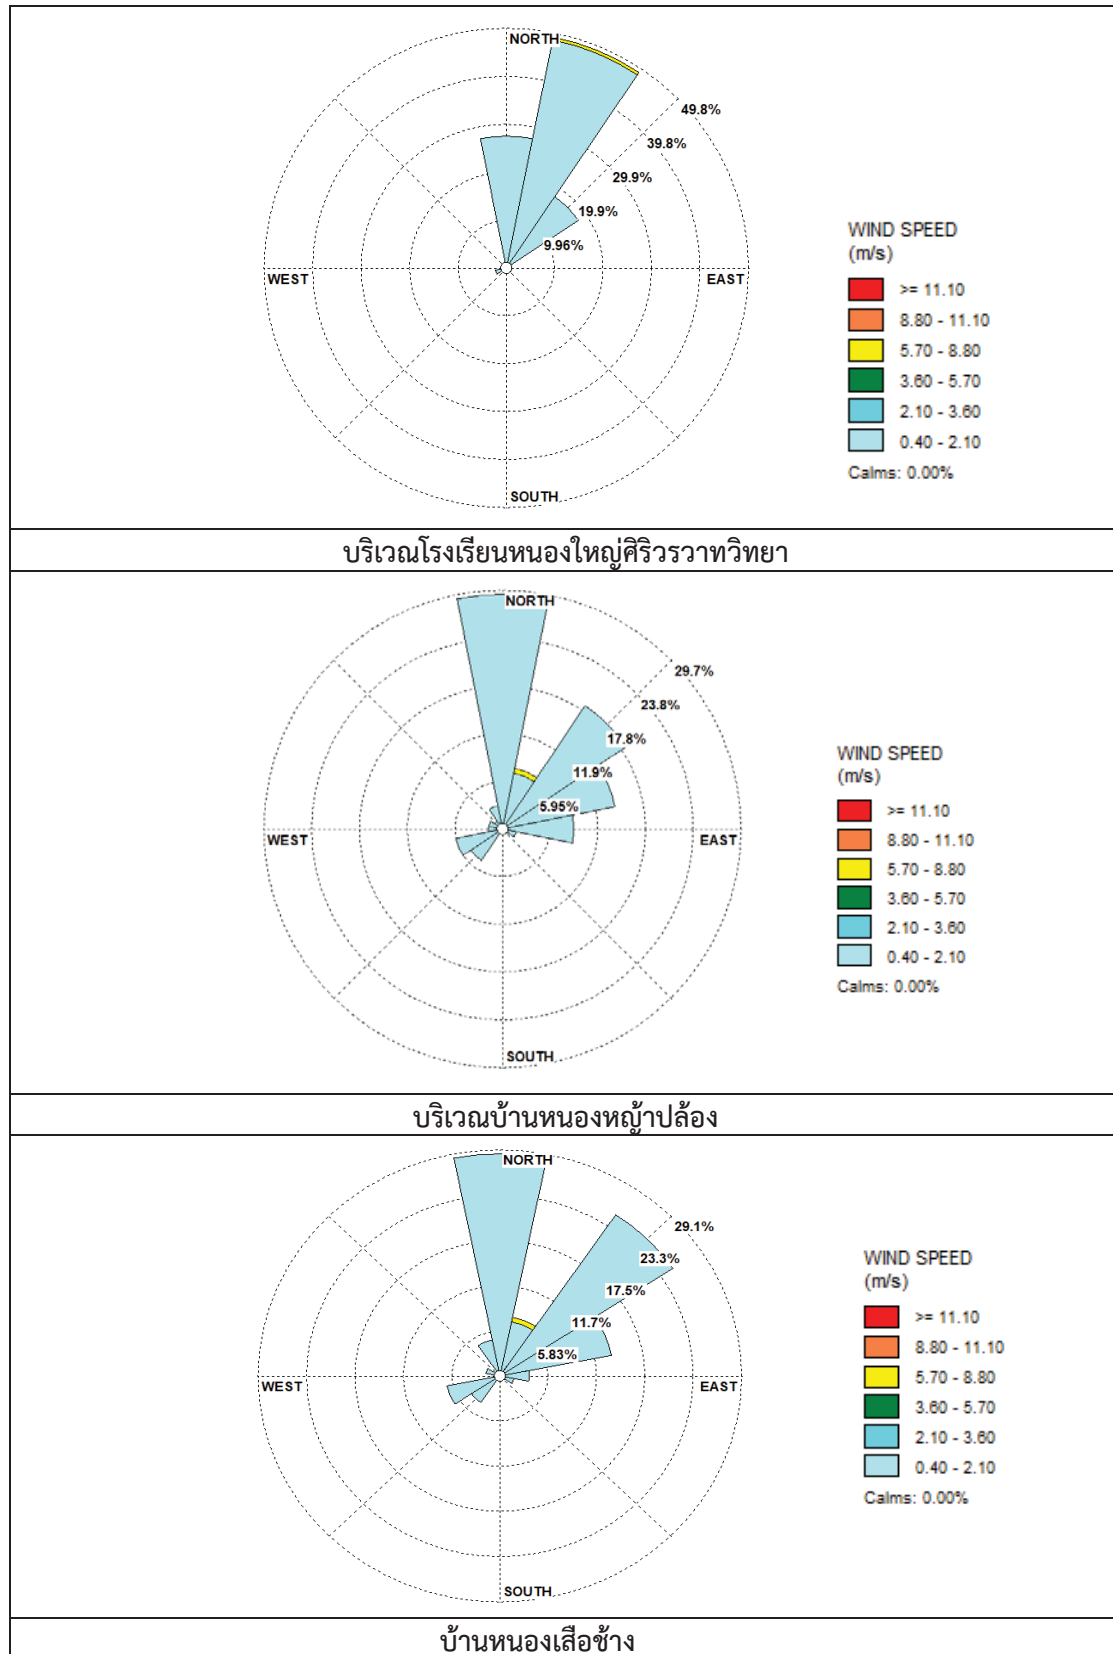 NORTH
49.8%
39.8%
29.9%
19.9%
9.96%
WEST
EAST
SOUTH
WIND SPEED
(m/s)
>= 11.10
8.80 - 11.10
5.70 - 8.80
3.60 - 5.70
2.10 - 3.60
0.40 - 2.10
Calms: 0.00%
บริเวณโรงเรียนหนองใหญ่ศิริวรวาทวิทยา
NORTH
29.7%
23.8%
17.8%
11.9%
5.95%
WEST
EAST
SOUTH
WIND SPEED
(m/s)
>= 11.10
8.80 - 11.10
5.70 - 8.80
3.60 - 5.70
2.10 - 3.60
0.40 - 2.10
Calms: 0.00%
บริเวณบ้านหนองหญ้าปล้อง
NORTH
29.1%
23.3%
17.5%
11.7%
5.83%
WEST
EAST
SOUTH
WIND SPEED
(m/s)
>= 11.10
8.80 - 11.10
5.70 - 8.80
3.60 - 5.70
2.10 - 3.60
0.40 - 2.10
Calms: 0.00%
บ้านหนองเสือช้าง